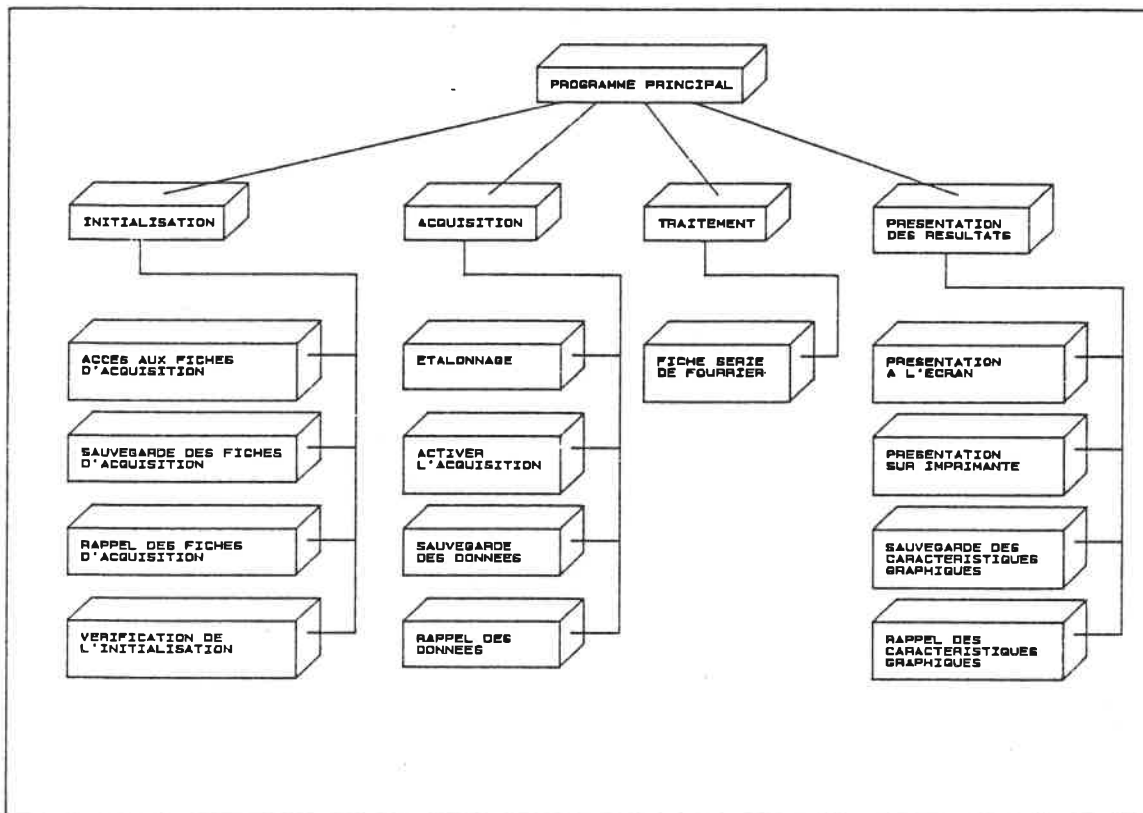 PROGRAMME PRINCIPAL
INITIALISATION
ACCES AUX FICHES
D'ACQUISITION
SAUVEGARDE DES FICHES
D'ACQUISITION
RAPPEL DES FICHES
D'ACQUISITION
VERIFICATION DE
L'INITIALISATION
ACQUISITION
ETALONNAGE
ACTIVER
L'ACQUISITION
SAUVEGARDE
DES DONNEES
RAPPEL DES
DONNEES
TRAITEMENT
FICHE SERIE
DE FOURRIER
PRESENTATION
DES RESULTATS
PRESENTATION
A L'ÉCRAN
PRESENTATION
SUR IMPRIMANTE
SAUVEGARDE DES
CARACTERISTIQUES
GRAPHIQUES
RAPPEL DES
CARACTERISTIQUES
GRAPHIQUES